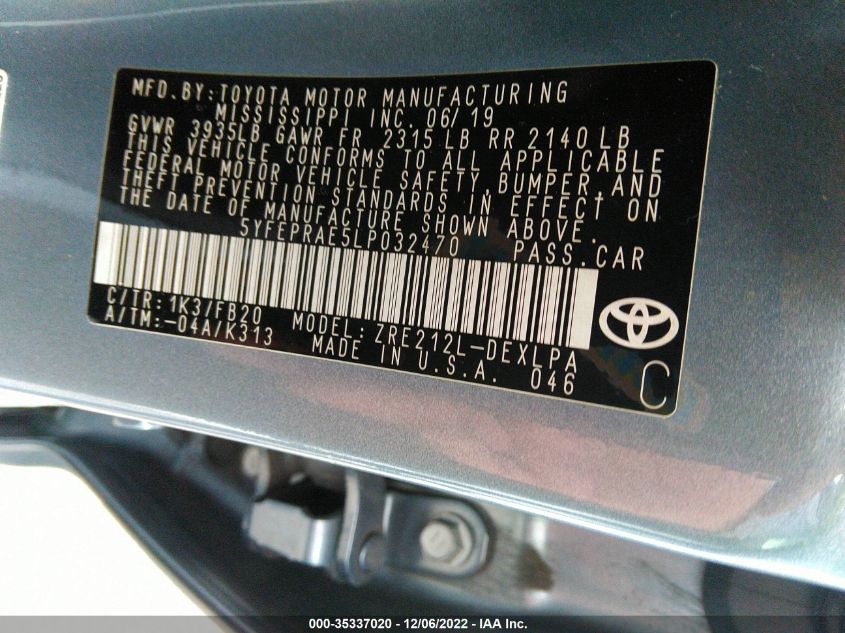 MFD.BY:TOYOTA MOTOR MANUFACTURING
MISSISSIPPI INC. 06/19
GVWR 3935LB GAWR FR 2315 LB RR 2140 LB
THIS VEHICLE CONFORMS TO ALL APPLICABLE
FEDERAL MOTOR VEHICLE SAFETY, BUMPER, AND
THEFT PREVENTION STANDARDS IN EFFECT ON
THE DATE OF MANUFACTURE SHOWN ABOVE.
5YFEPRAE5LP032470 PASS.CAR
C/TR: 1K3/FB20 MODEL: ZRE212L-DEXLPA
A/TM:-04A/K313 MADE IN U.S.A. 046
C
000-35337020 - 12/06/2022 - IAA Inc.